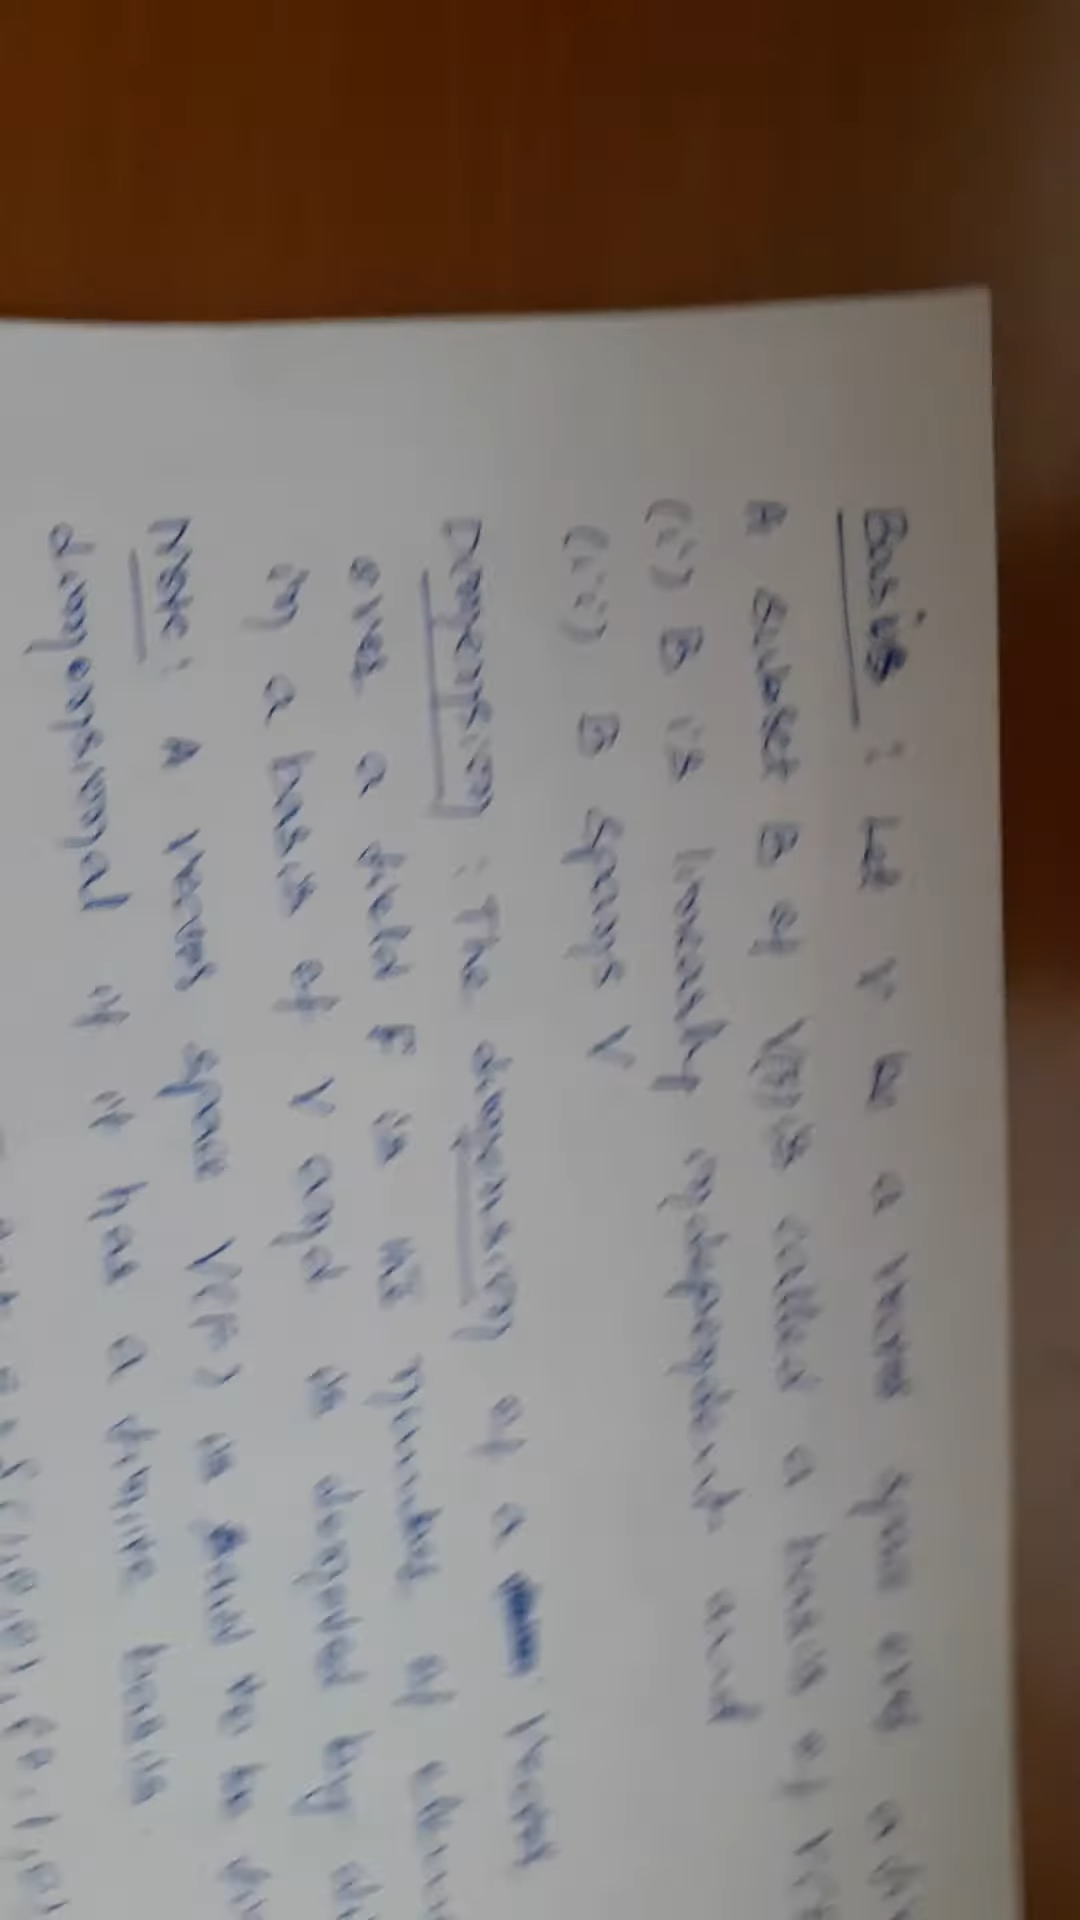 Basis : Let V be a vector space over a
A subset B of V(F) is called a basis of V(F
(i) B is linearly independent and
(ii) B spans V
Dimension : The dimension of a vector
over a field F is the number of
in a basis of V and is denoted by
Note : A vector space V(F) is said to be
dimensional if it has a finite basis